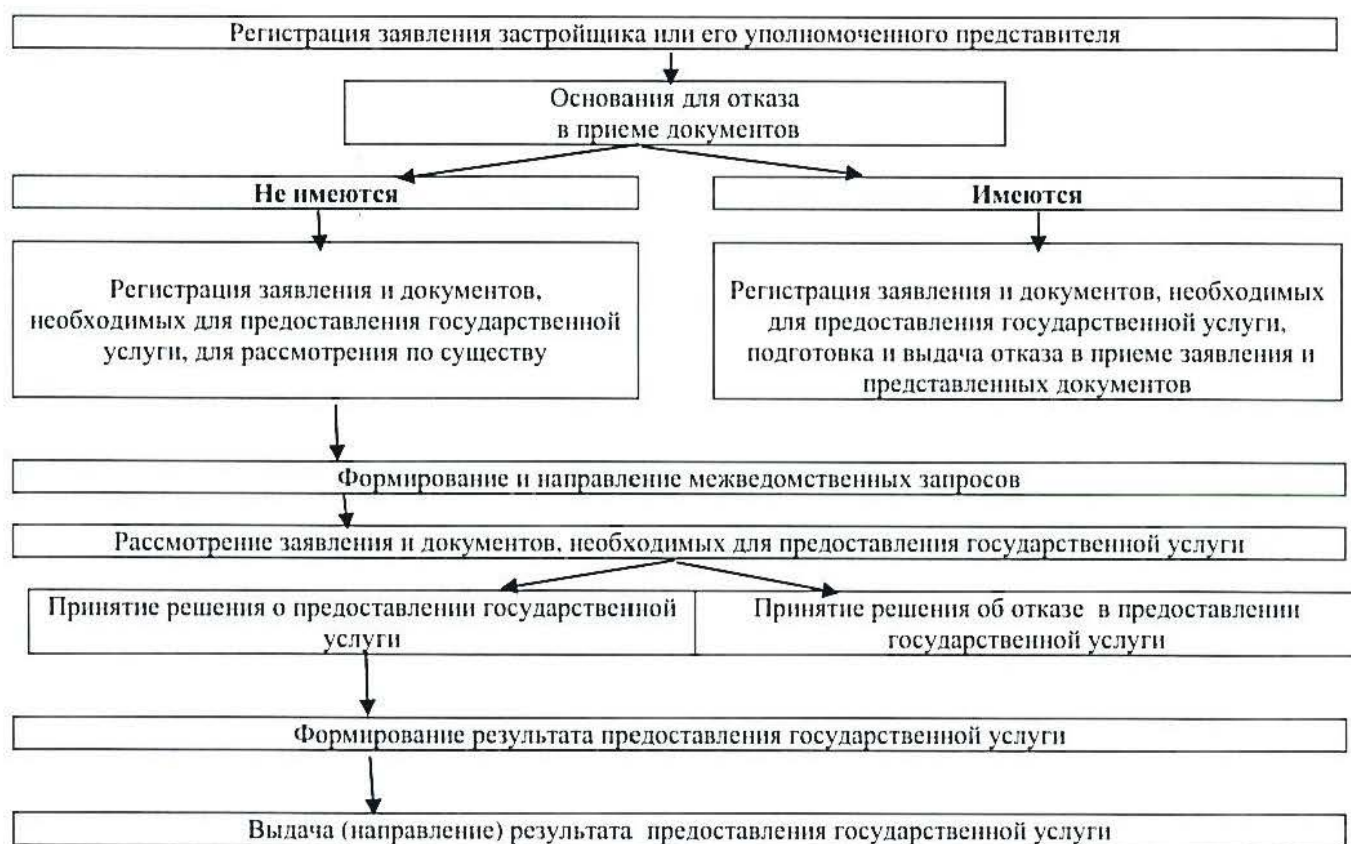 Регистрация заявления застройщика или его уполномоченного представителя
Основания для отказа
в приеме документов
Не имеются
Имеются
Регистрация заявления и документов,
необходимых для предоставления государственной
услуги, для рассмотрения по существу
Регистрация заявления и документов, необходимых
для предоставления государственной услуги,
подготовка и выдача отказа в приеме заявления и
представленных документов
Формирование и направление межведомственных запросов
Рассмотрение заявления и документов, необходимых для предоставления государственной услуги
Принятие решения о предоставлении государственной
услуги
Принятие решения об отказе в предоставлении
государственной услуги
Формирование результата предоставления государственной услуги
Выдача (направление) результата предоставления государственной услуги